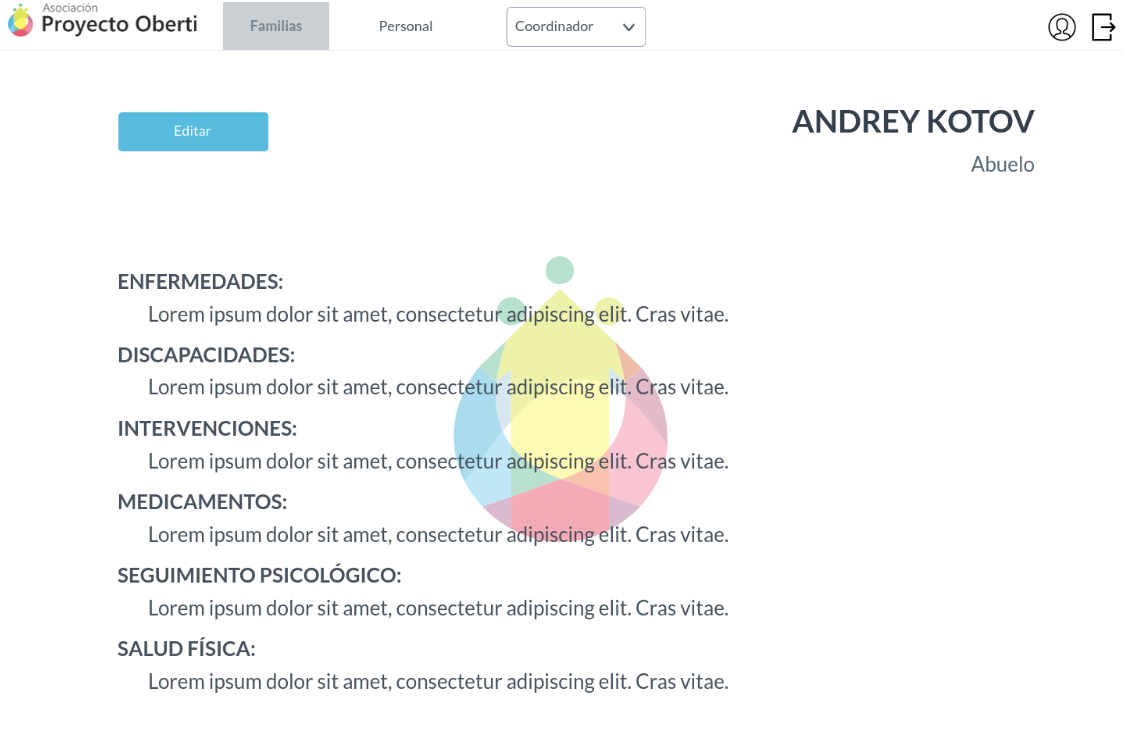 Asociación
Proyecto Oberti
Familias
Personal
Coordinador
Editar
ANDREY KOTOV
Abuelo
ENFERMEDADES:
Lorem ipsum dolor sit amet, consectetur adipiscing elit. Cras vitae.
DISCAPACIDADES:
Lorem ipsum dolor sit amet, consectetur adipiscing elit. Cras vitae.
INTERVENCIONES:
Lorem ipsum dolor sit amet, consectetur adipiscing elit. Cras vitae.
MEDICAMENTOS:
Lorem ipsum dolor sit amet, consectetur adipiscing elit. Cras vitae.
SEGUIMIENTO PSICOLÓGICO:
Lorem ipsum dolor sit amet, consectetur adipiscing elit. Cras vitae.
SALUD FÍSICA:
Lorem ipsum dolor sit amet, consectetur adipiscing elit. Cras vitae.